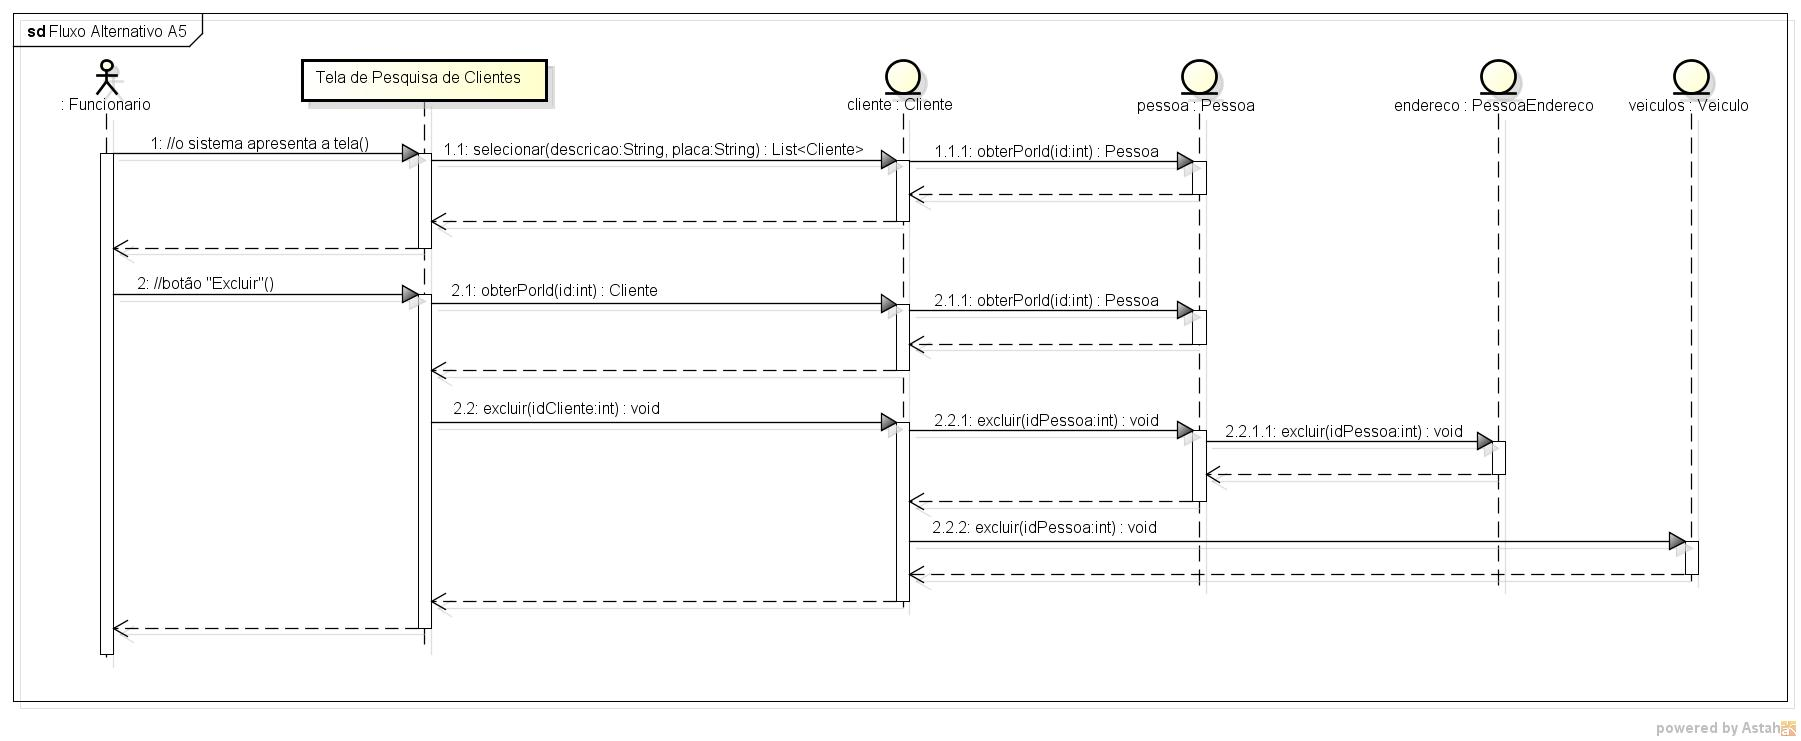 sd Fluxo Alternativo A5
Tela de Pesquisa de Clientes
: Funcionario
cliente : Cliente
pessoa : Pessoa
endereco : PessoaEndereco
veiculos : Veiculo
1: //o sistema apresenta a tela()
1.1: selecionar(descricao:String, placa:String) : List<Cliente>
1.1.1: obterPorId(id:int) : Pessoa
2: //botão "Excluir"()
2.1: obterPorId(id:int) : Cliente
2.1.1: obterPorId(id:int) : Pessoa
2.2: excluir(idCliente:int) : void
2.2.1: excluir(idPessoa:int) : void
2.2.1.1: excluir(idPessoa:int) : void
2.2.2: excluir(idPessoa:int) : void
powered by Astah